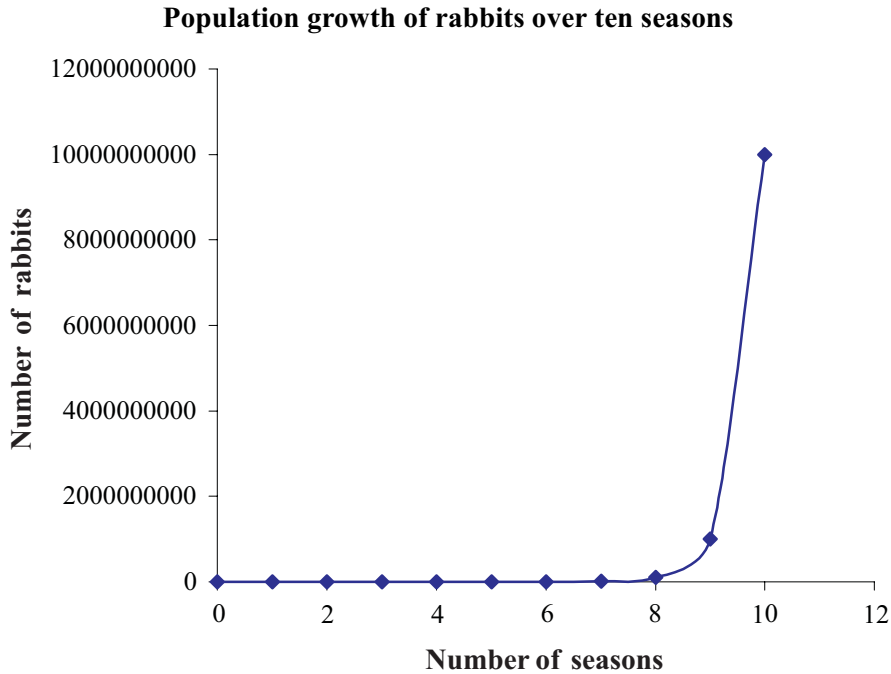 Population growth of rabbits over ten seasons
12000000000
10000000000
8000000000
6000000000
4000000000
2000000000
0
Number of rabbits
0 2 4 6 8 10 12
Number of seasons